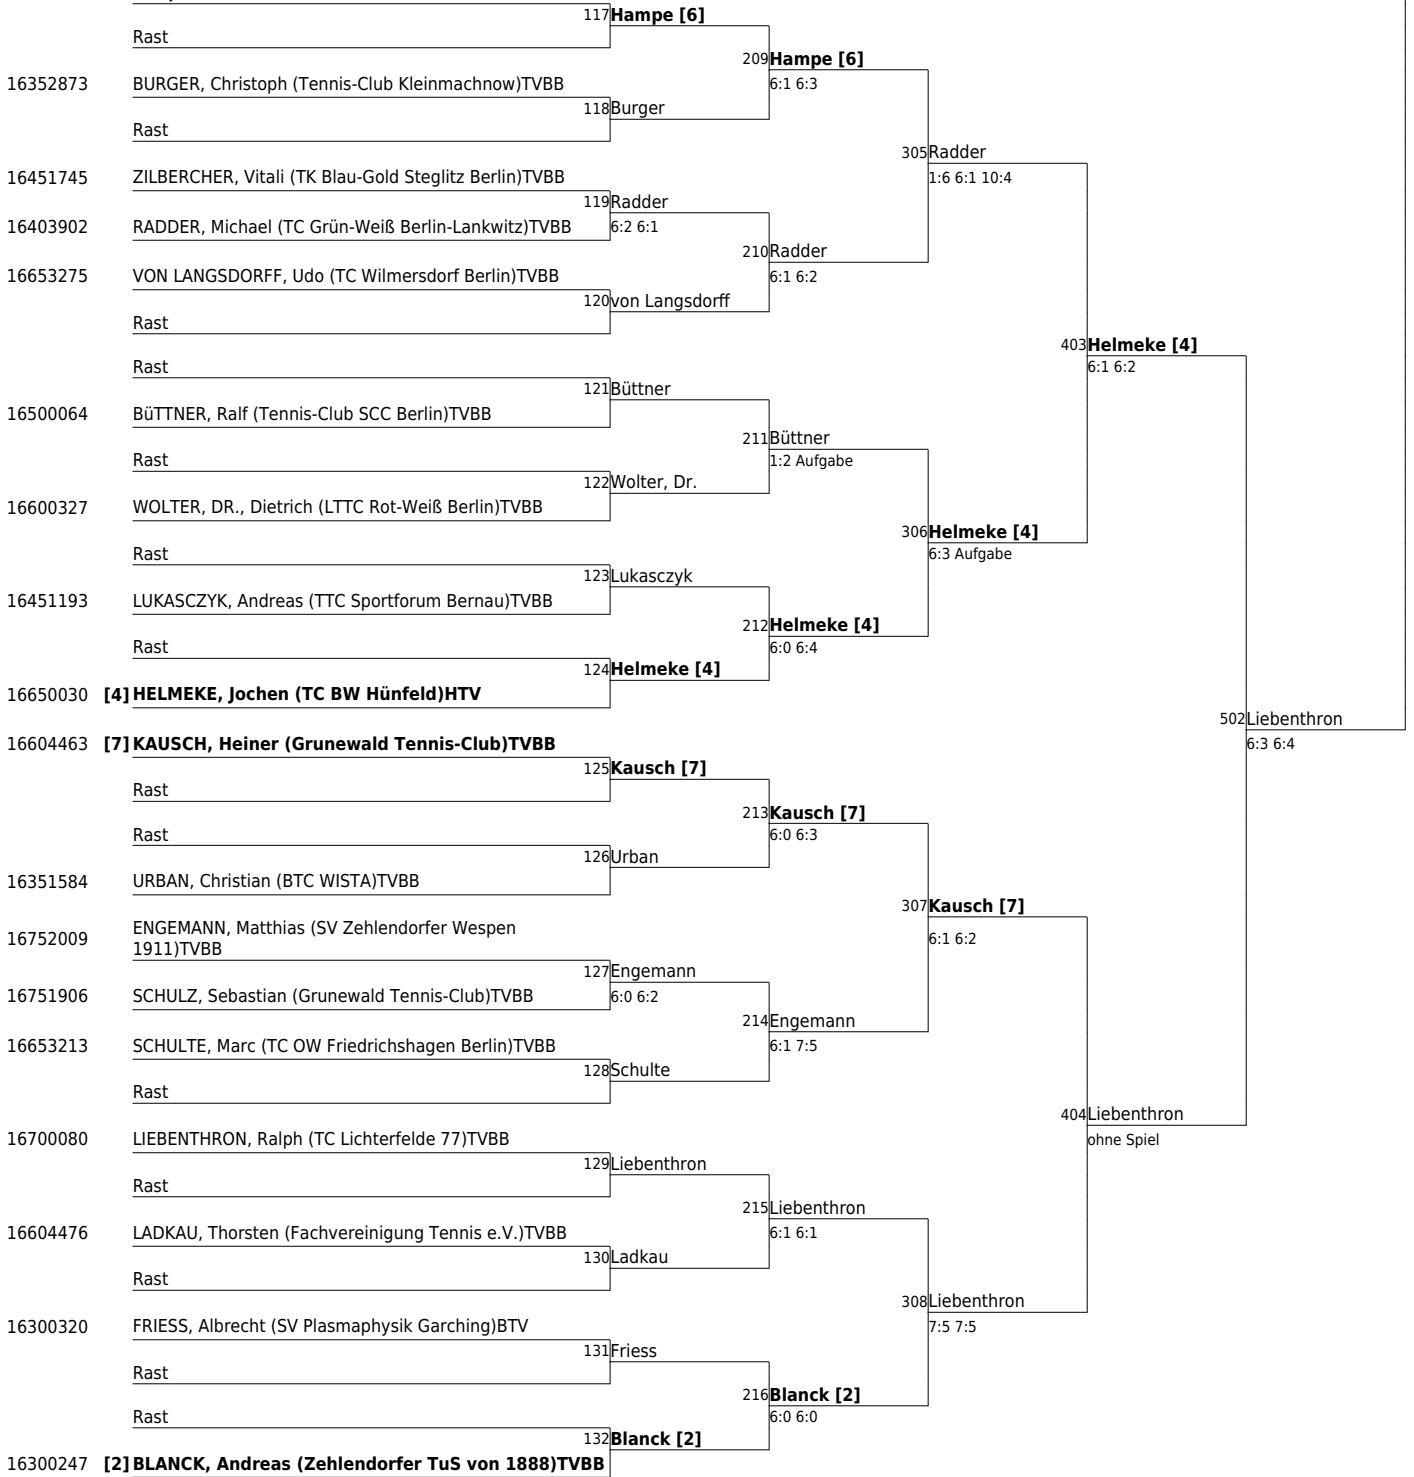 117 Hampe [6]
Rast
209 Hampe [6]
16352873 BURGER, Christoph (Tennis-Club Kleinmachnow)TVBB 6:1 6:3
118 Burger
Rast
305 Radder
16451745 ZILBERCHER, Vitali (TK Blau-Gold Steglitz Berlin)TVBB 1:6 6:1 10:4
119 Radder
16403902 RADDER, Michael (TC Grün-Weiß Berlin-Lankwitz)TVBB 6:2 6:1
210 Radder
16653275 VON LANGSDORFF, Udo (TC Wilmersdorf Berlin)TVBB 6:1 6:2
120 von Langsdorff
Rast
403 Helmeke [4]
Rast 6:1 6:2
121 Büttner
16500064 BüTTNER, Ralf (Tennis-Club SCC Berlin)TVBB
211 Büttner
Rast 1:2 Aufgabe
122 Wolter, Dr.
16600327 WOLTER, DR., Dietrich (LTTC Rot-Weiß Berlin)TVBB
306 Helmeke [4]
Rast 6:3 Aufgabe
123 Lukasczyk
16451193 LUKASCZYK, Andreas (TTC Sportforum Bernau)TVBB
212 Helmeke [4]
Rast 6:0 6:4
124 Helmeke [4]
16650030 [4] HELMEKE, Jochen (TC BW Hünfeld)HTV
502 Liebenthron
16604463 [7] KAUSCH, Heiner (Grunewald Tennis-Club)TVBB 6:3 6:4
125 Kausch [7]
Rast
213 Kausch [7]
Rast 6:0 6:3
126 Urban
16351584 URBAN, Christian (BTC WISTA)TVBB
307 Kausch [7]
ENGEMANN, Matthias (SV Zehlendorfer Wespen
16752009 1911)TVBB 6:1 6:2
127 Engemann
16751906 SCHULZ, Sebastian (Grunewald Tennis-Club)TVBB 6:0 6:2
214 Engemann
16653213 SCHULTE, Marc (TC OW Friedrichshagen Berlin)TVBB 6:1 7:5
128 Schulte
Rast
404 Liebenthron
16700080 LIEBENTHRON, Ralph (TC Lichterfelde 77)TVBB ohne Spiel
129 Liebenthron
Rast
215 Liebenthron
16604476 LADKAU, Thorsten (Fachvereinigung Tennis e.V.)TVBB 6:1 6:1
130 Ladkau
Rast
308 Liebenthron
16300320 FRIESS, Albrecht (SV Plasmaphysik Garching)BTV 7:5 7:5
131 Friess
Rast
216 Blanck [2]
Rast 6:0 6:0
132 Blanck [2]
16300247 [2] BLANCK, Andreas (Zehlendorfer TuS von 1888)TVBB